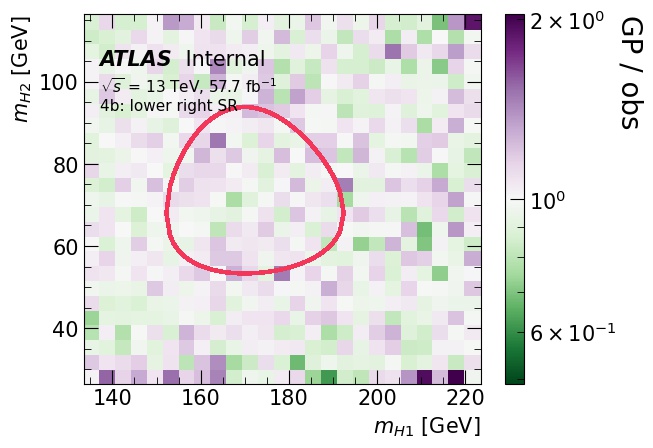 ATLAS Internal
√s = 13 TeV, 57.7 fb⁻¹
4b: lower right SR
m_H2 [GeV]
100
80
60
40
140 160 180 200 220
m_H1 [GeV]
2 × 10⁰
10⁰
6 × 10⁻¹
GP / obs